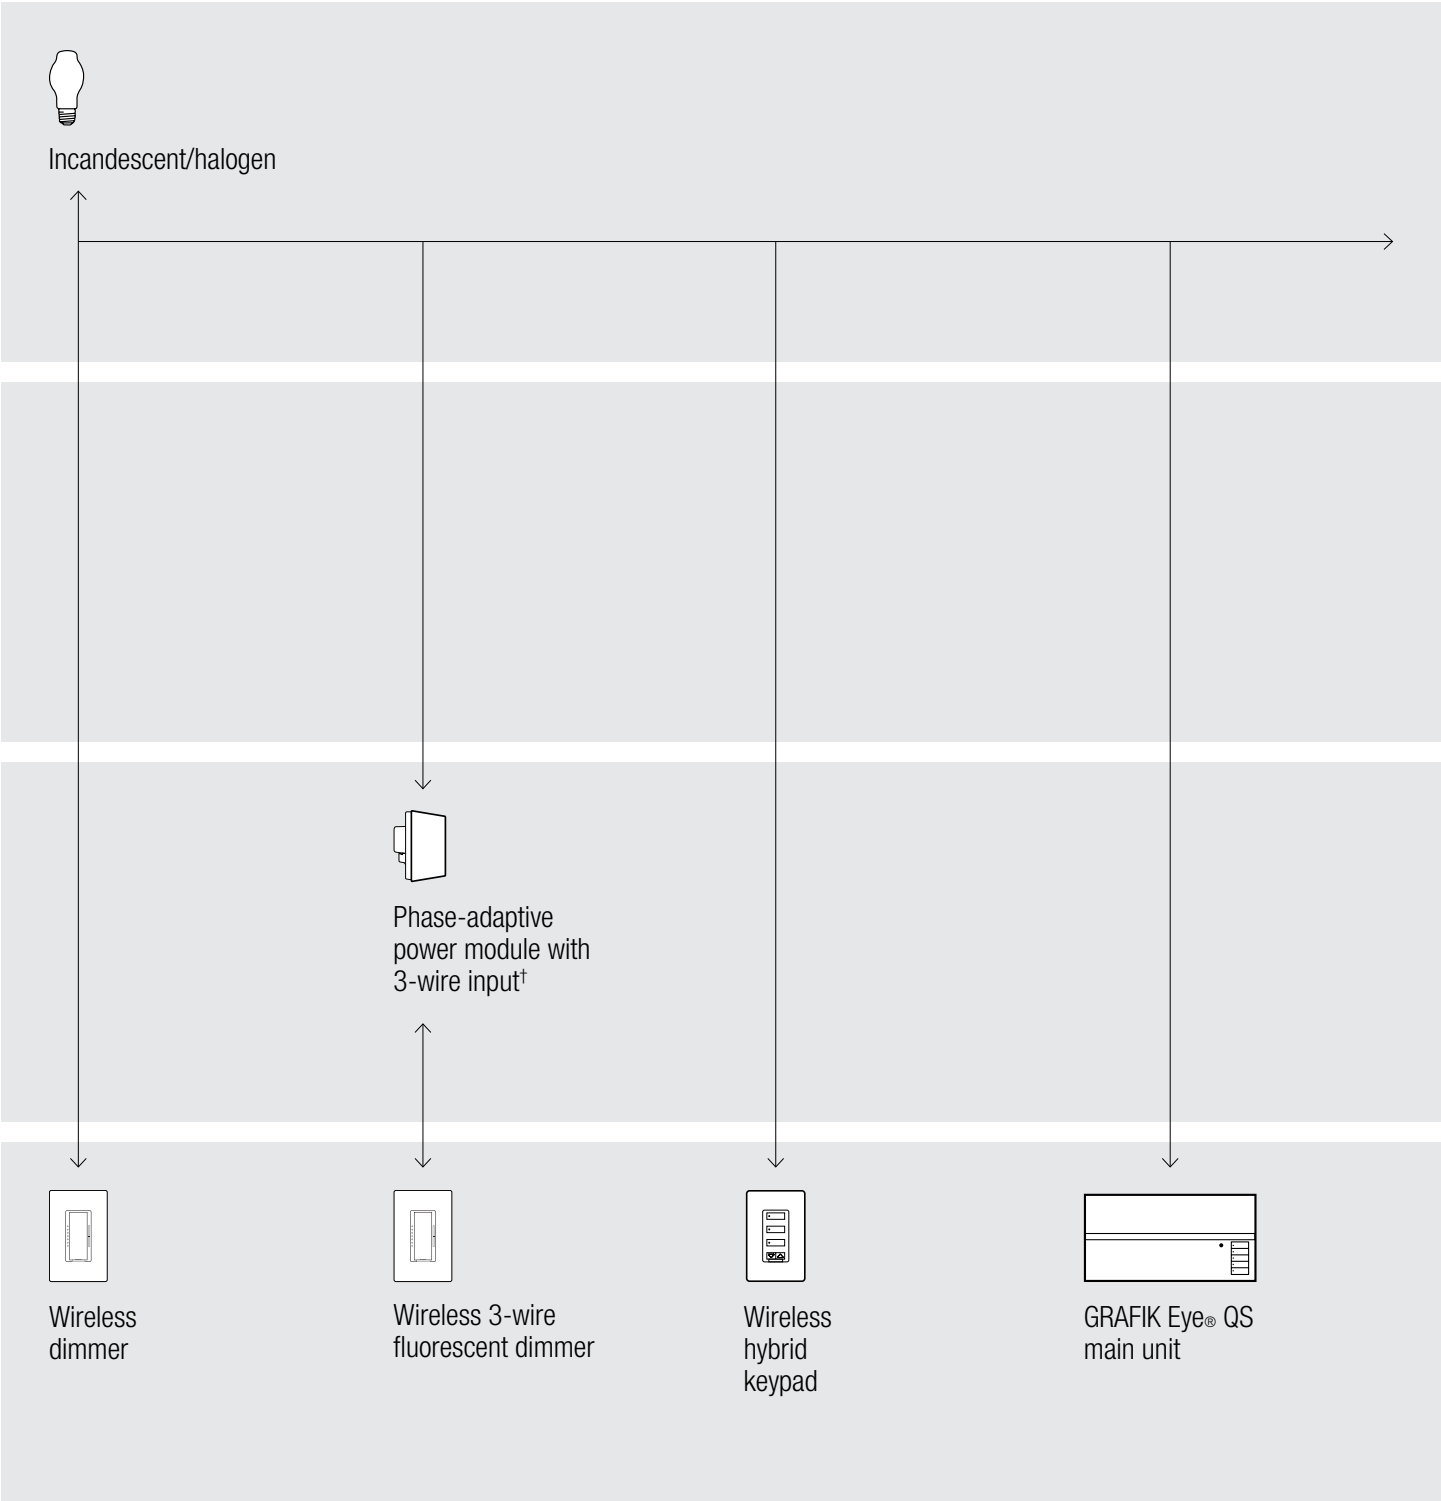 Incandescent/halogen
Phase-adaptive
power module with
3-wire input†
Wireless
dimmer
Wireless 3-wire
fluorescent dimmer
Wireless
hybrid
keypad
GRAFIK Eye® QS
main unit